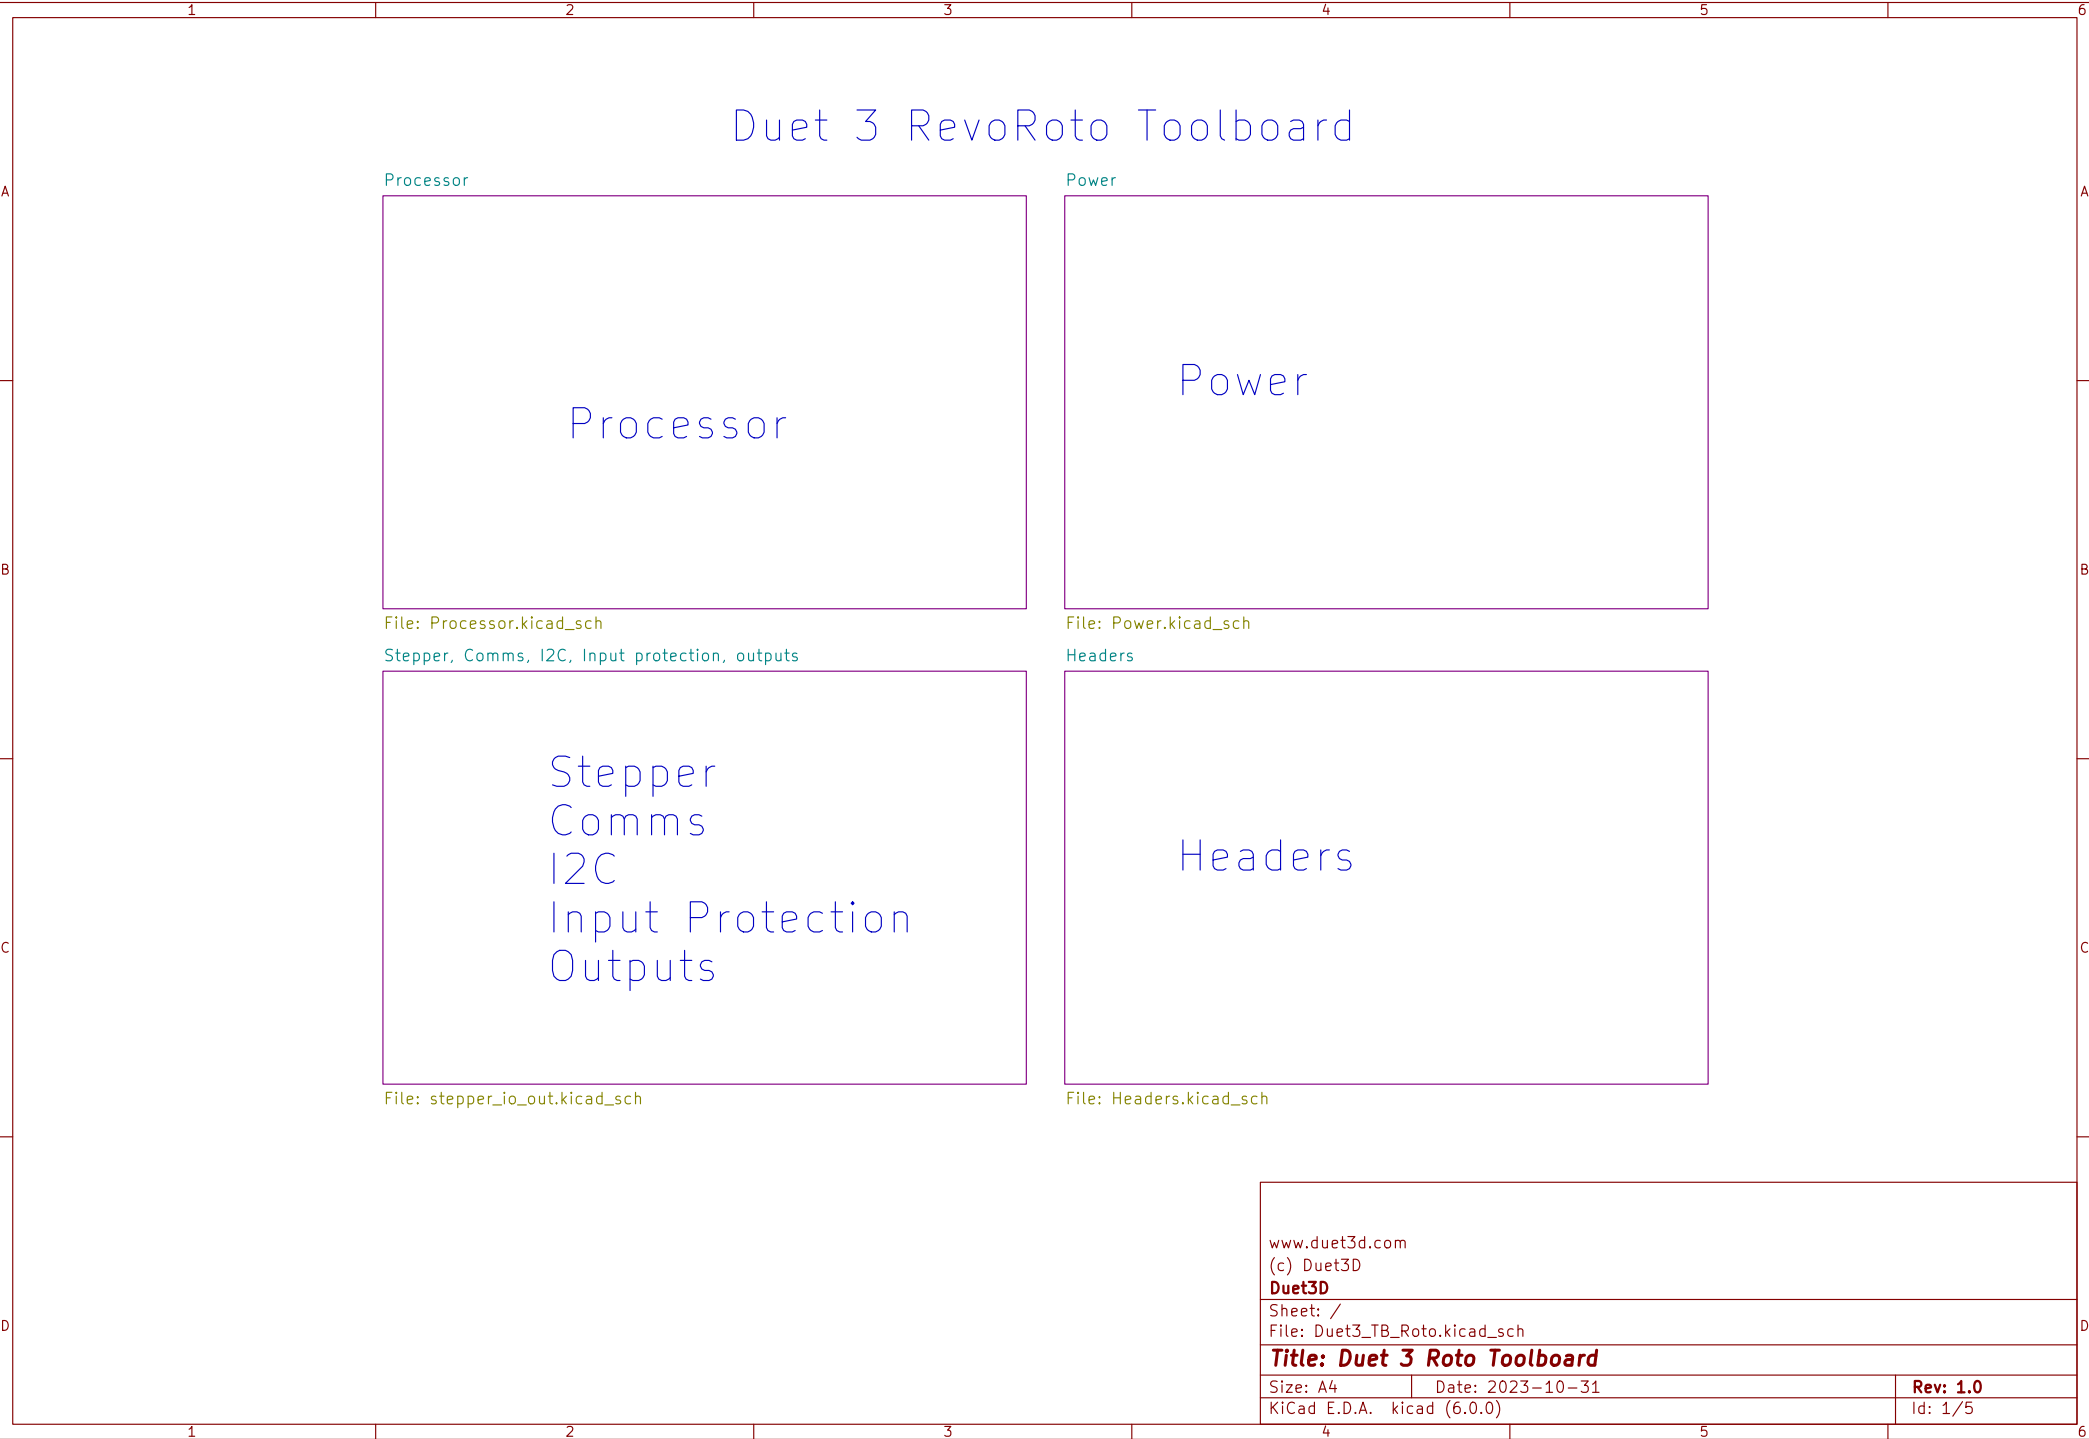 1 2 3 4 5 6
Duet 3 RevoRoto Toolboard
Processor
Power
A
A
Power
Processor
B
B
File: Processor.kicad_sch
File: Power.kicad_sch
Stepper, Comms, I2C, Input protection, outputs
Headers
Stepper
Comms
I2C
Input Protection
Outputs
Headers
C
C
File: stepper_io_out.kicad_sch
File: Headers.kicad_sch
www.duet3d.com
(c) Duet3D
Duet3D
Sheet: /
File: Duet3_TB_Roto.kicad_sch
D
D
Title: Duet 3 Roto Toolboard
Size: A4
Date: 2023-10-31
Rev: 1.0
KiCad E.D.A. kicad (6.0.0)
Id: 1/5
1 2 3 4 5 6